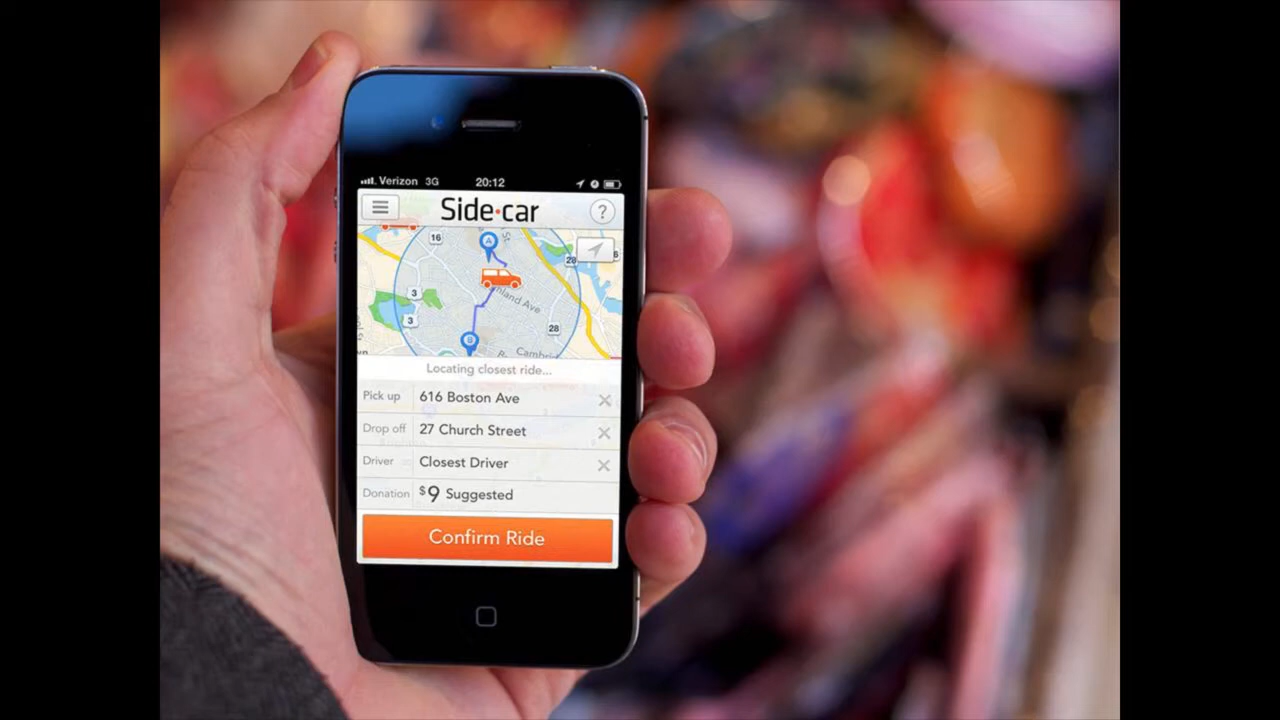 Verizon 3G 20:12
Side·car ?
16
A
28
3
3
28
B
Locating closest ride...
Pick up 616 Boston Ave
Drop off 27 Church Street
Driver Closest Driver
Donation $9 Suggested
Confirm Ride